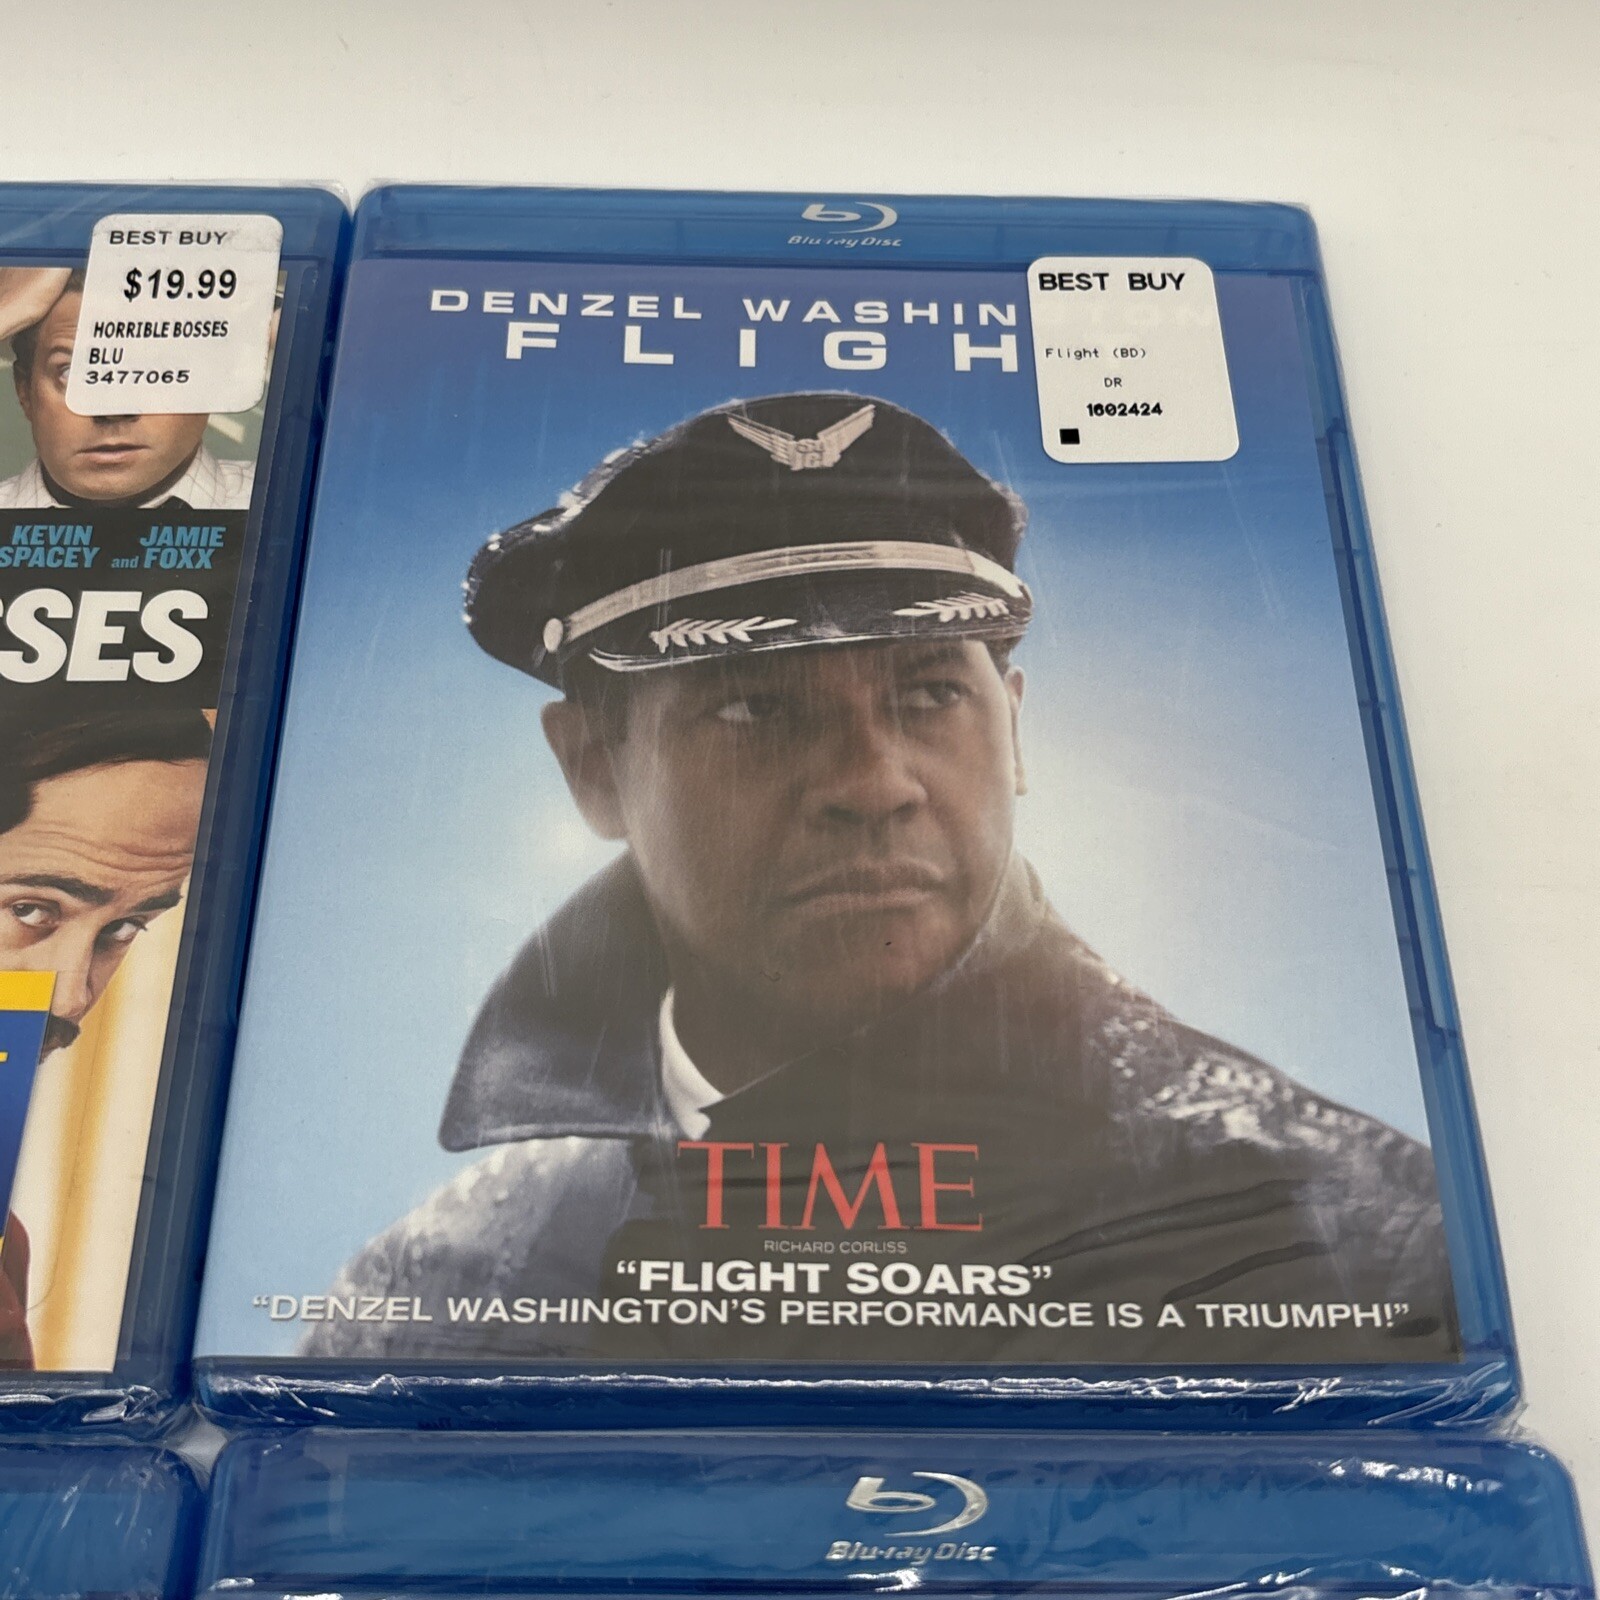 BEST BUY
$19.99
HORRIBLE BOSSES
BLU
3477065
KEVIN SPACEY and JAMIE FOXX
SSES
Blu-ray Disc
DENZEL WASHIN
FLIGH
BEST BUY
Flight (BD)
DR
1602424
TIME
RICHARD CORLISS
“FLIGHT SOARS”
“DENZEL WASHINGTON’S PERFORMANCE IS A TRIUMPH!”
Blu-ray Disc